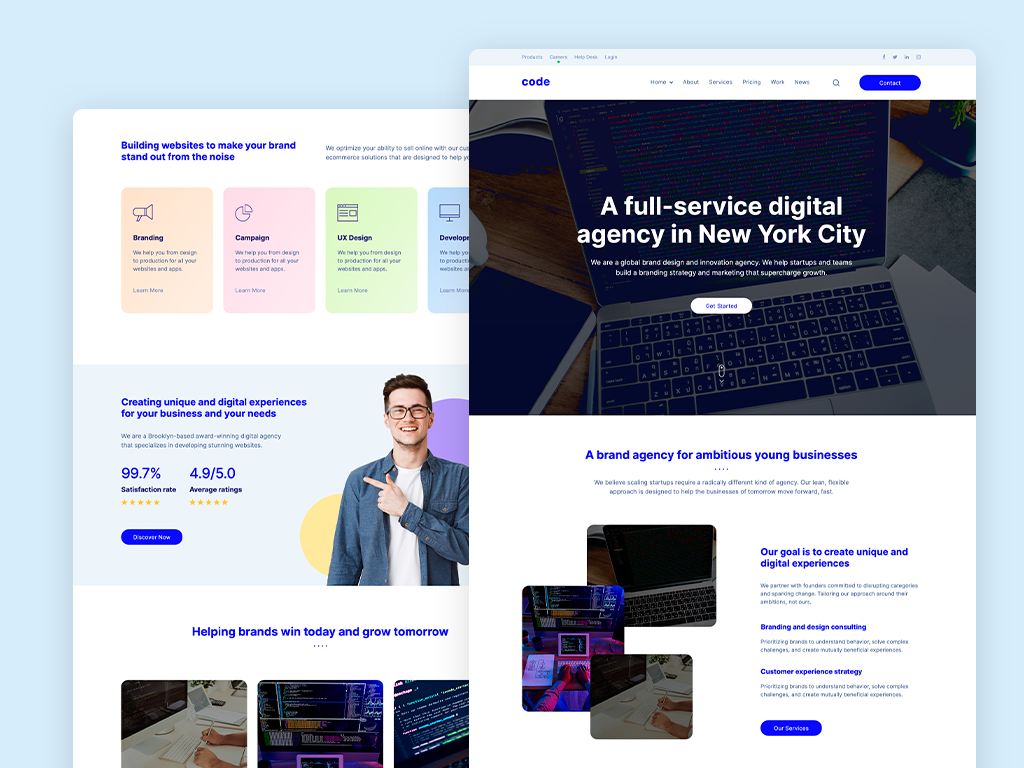 Products Careers Help Desk Login
code
Home About Services Pricing Work News
Contact
A full-service digital
agency in New York City
We are a global brand design and innovation agency. We help startups and teams
build a branding strategy and marketing that supercharge growth.
Get Started
A brand agency for ambitious young businesses
We believe scaling startups require a radically different kind of agency. Our lean, flexible
approach is designed to help the businesses of tomorrow move forward, fast.
Our goal is to create unique and
digital experiences
We partner with founders committed to disrupting categories
and sparking change. Tailoring our approach around their
ambitions, not ours.
Branding and design consulting
Prioritizing brands to understand behavior, solve complex
challenges, and create mutually beneficial experiences.
Customer experience strategy
Prioritizing brands to understand behavior, solve complex
challenges, and create mutually beneficial experiences.
Our Services
Building websites to make your brand
stand out from the noise
We optimize your ability to sell online with our cus
ecommerce solutions that are designed to help yo
Branding
We help you from design
to production for all your
websites and apps.
Learn More
Campaign
We help you from design
to production for all your
websites and apps.
Learn More
UX Design
We help you from design
to production for all your
websites and apps.
Learn More
Develop
We help yo
to producti
websites a
Learn More
Creating unique and digital experiences
for your business and your needs
We are a Brooklyn-based award-winning digital agency
that specializes in developing stunning websites.
99.7% 4.9/5.0
Satisfaction rate Average ratings
Discover Now
Helping brands win today and grow tomorrow